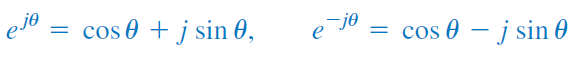 e^{jθ} = cos θ + j sin θ, e^{−jθ} = cos θ − j sin θ